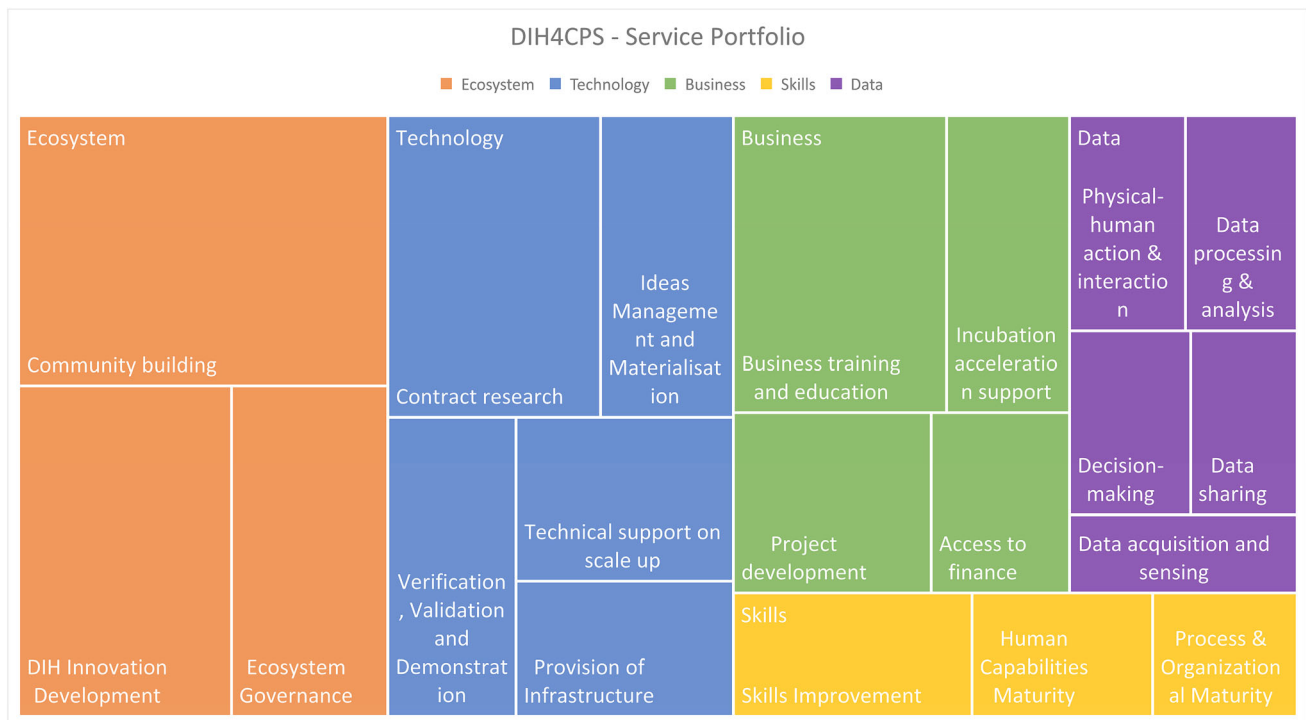 DIH4CPS - Service Portfolio
Ecosystem Technology Business Skills Data
Ecosystem
Community building
DIH Innovation
Development
Ecosystem
Governance
Technology
Contract research
Ideas
Manageme
nt and
Materialisat
ion
Verification
, Validation
and
Demonstrat
ion
Technical support on
scale up
Provision of
Infrastructure
Business
Business training
and education
Incubation
acceleratio
n support
Project
development
Access to
finance
Data
Physical-
human
action &
interactio
n
Data
processin
g &
analysis
Decision-
making
Data
sharing
Data acquisition and
sensing
Skills
Skills Improvement
Human
Capabilities
Maturity
Process &
Organization
al Maturity